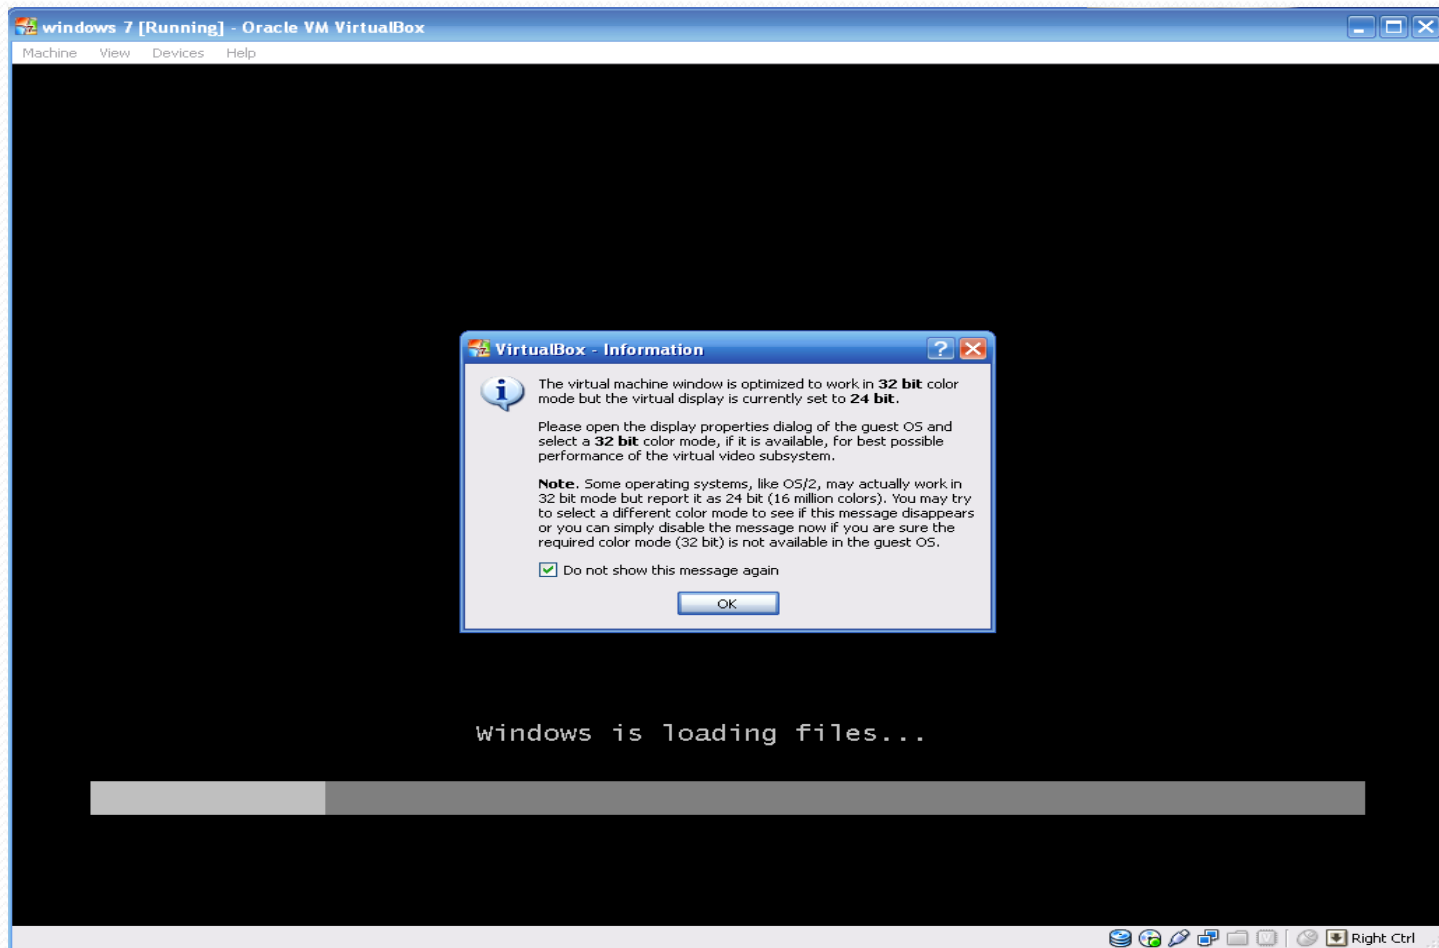 windows 7 [Running] - Oracle VM VirtualBox
Machine View Devices Help
VirtualBox - Information
The virtual machine window is optimized to work in 32 bit color
mode but the virtual display is currently set to 24 bit.
Please open the display properties dialog of the guest OS and
select a 32 bit color mode, if it is available, for best possible
performance of the virtual video subsystem.
Note. Some operating systems, like OS/2, may actually work in
32 bit mode but report it as 24 bit (16 million colors). You may try
to select a different color mode to see if this message disappears
or you can simply disable the message now if you are sure the
required color mode (32 bit) is not available in the guest OS.
Do not show this message again
OK
Windows is loading files...
Right Ctrl